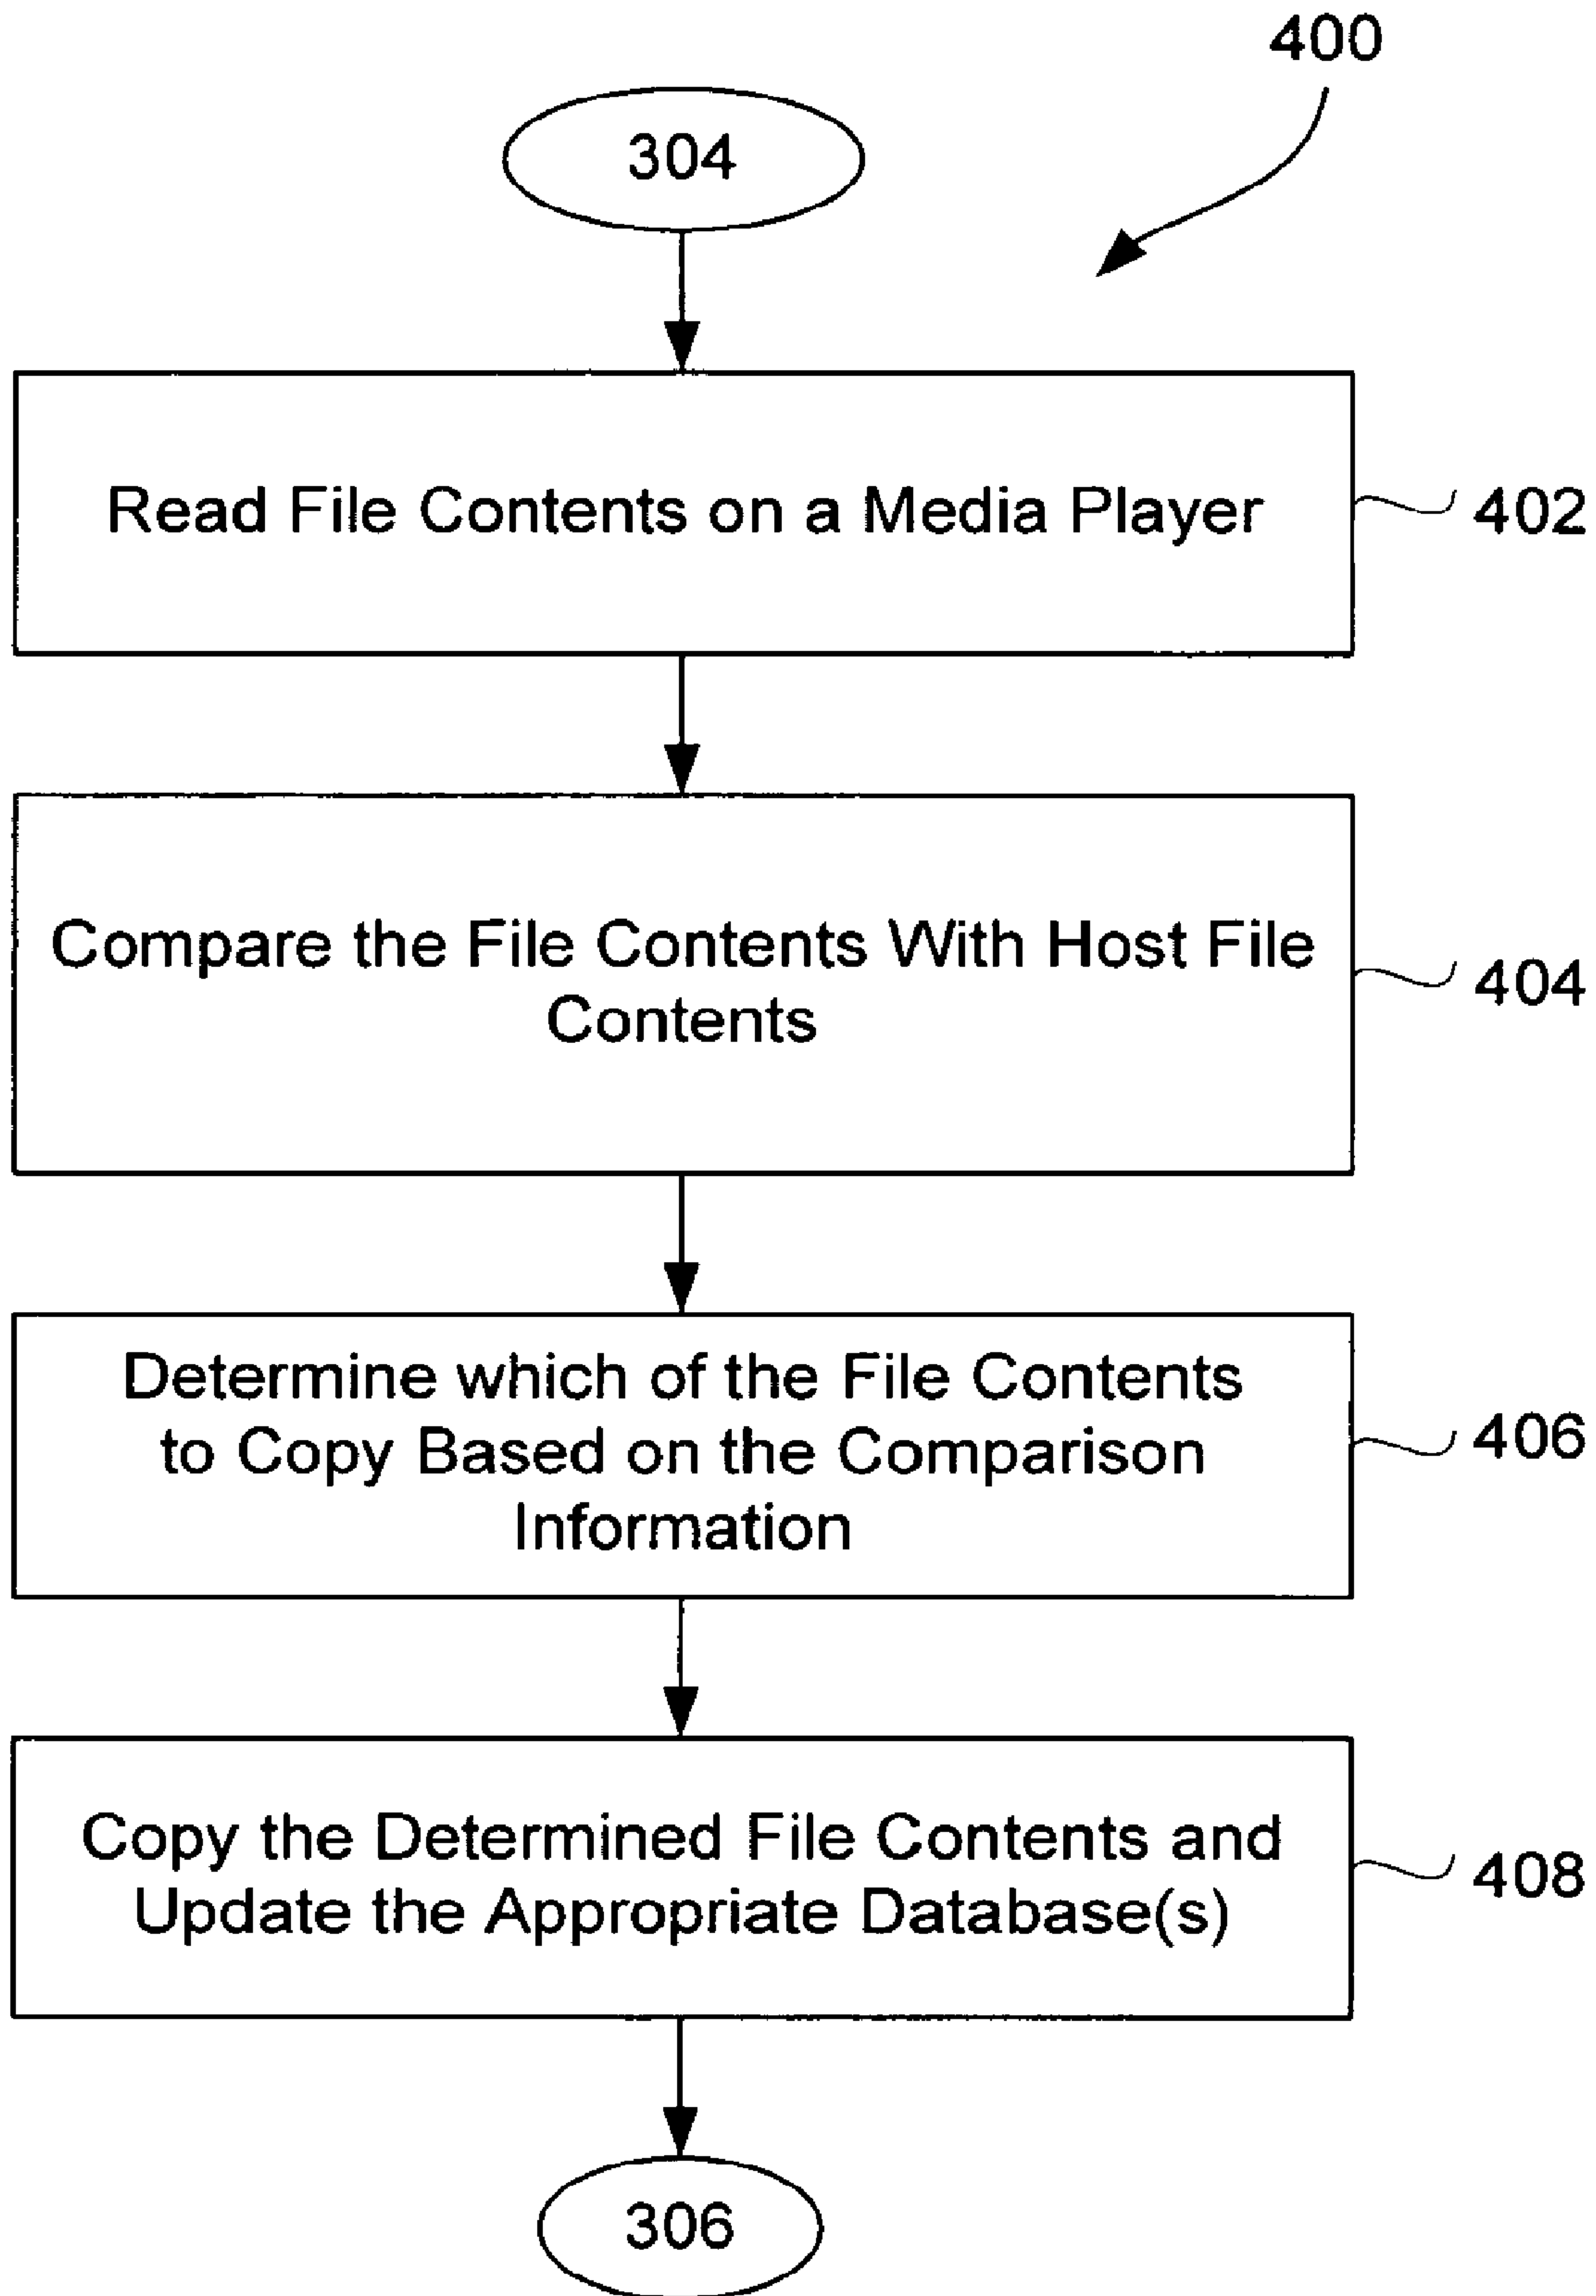 400
304
Read File Contents on a Media Player
402
Compare the File Contents With Host File
Contents
404
Determine which of the File Contents
to Copy Based on the Comparison
Information
406
Copy the Determined File Contents and
Update the Appropriate Database(s)
408
306